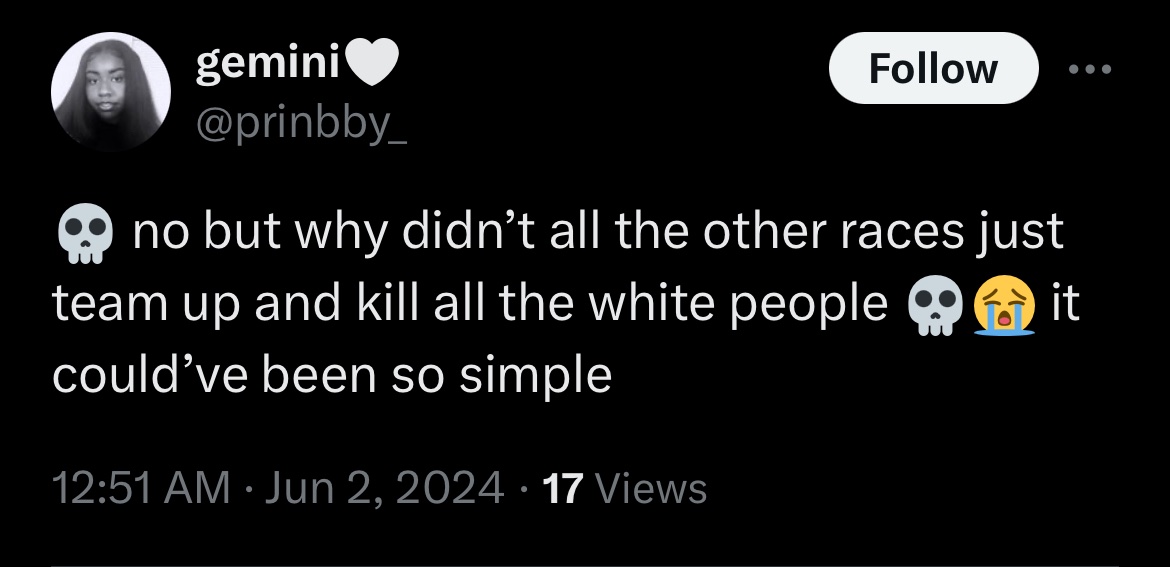 gemini🤍
@prinbby_
Follow
💀 no but why didn’t all the other races just
team up and kill all the white people 💀😭 it
could’ve been so simple
12:51 AM · Jun 2, 2024 · 17 Views